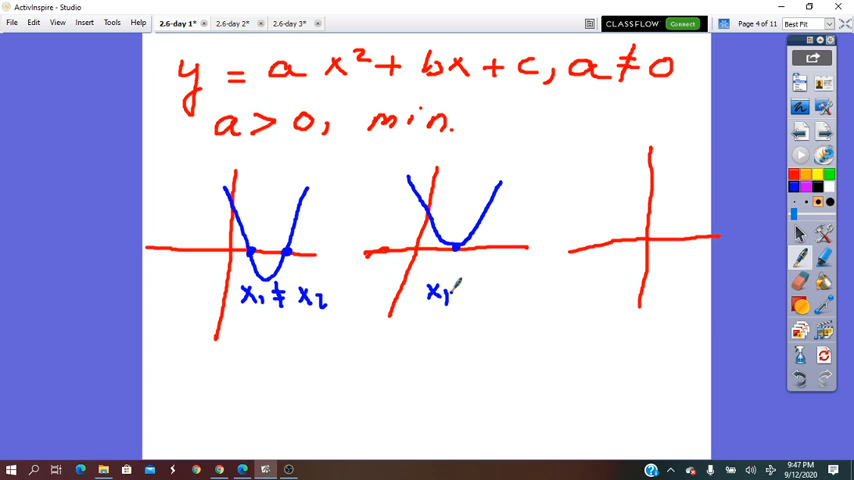 ActivInspire - Studio
File Edit View Insert Tools Help
2.6-day 1* × 2.6-day 2* × 2.6-day 3* ×
CLASSFLOW Connect
Page 4 of 11 Best Fit
y = a x² + bx + c, a ≠ 0
a > 0, min.
x₁ ≠ x₂
x₁
9:47 PM
9/12/2020